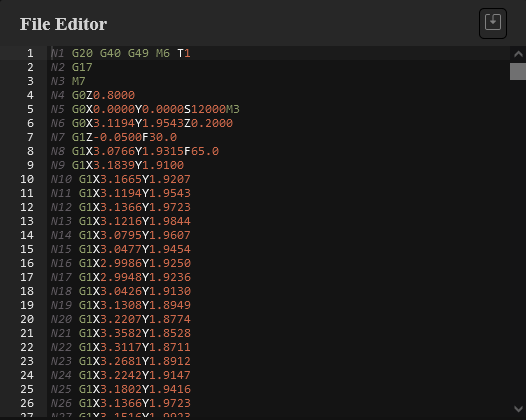 File Editor
1 N1 G20 G40 G49 M6 T1
2 N2 G17
3 N3 M7
4 N4 G0Z0.8000
5 N5 G0X0.0000Y0.0000S12000M3
6 N6 G0X3.1194Y1.9543Z0.2000
7 N7 G1Z-0.0500F30.0
8 N8 G1X3.0766Y1.9315F65.0
9 N9 G1X3.1839Y1.9100
10 N10 G1X3.1665Y1.9207
11 N11 G1X3.1194Y1.9543
12 N12 G1X3.1366Y1.9723
13 N13 G1X3.1216Y1.9844
14 N14 G1X3.0795Y1.9607
15 N15 G1X3.0477Y1.9454
16 N16 G1X2.9986Y1.9250
17 N17 G1X2.9948Y1.9236
18 N18 G1X3.0426Y1.9130
19 N19 G1X3.1308Y1.8949
20 N20 G1X3.2207Y1.8774
21 N21 G1X3.3582Y1.8528
22 N22 G1X3.3117Y1.8711
23 N23 G1X3.2681Y1.8912
24 N24 G1X3.2242Y1.9147
25 N25 G1X3.1802Y1.9416
26 N26 G1X3.1366Y1.9723
27 N27 G1X3.1516Y1.9923